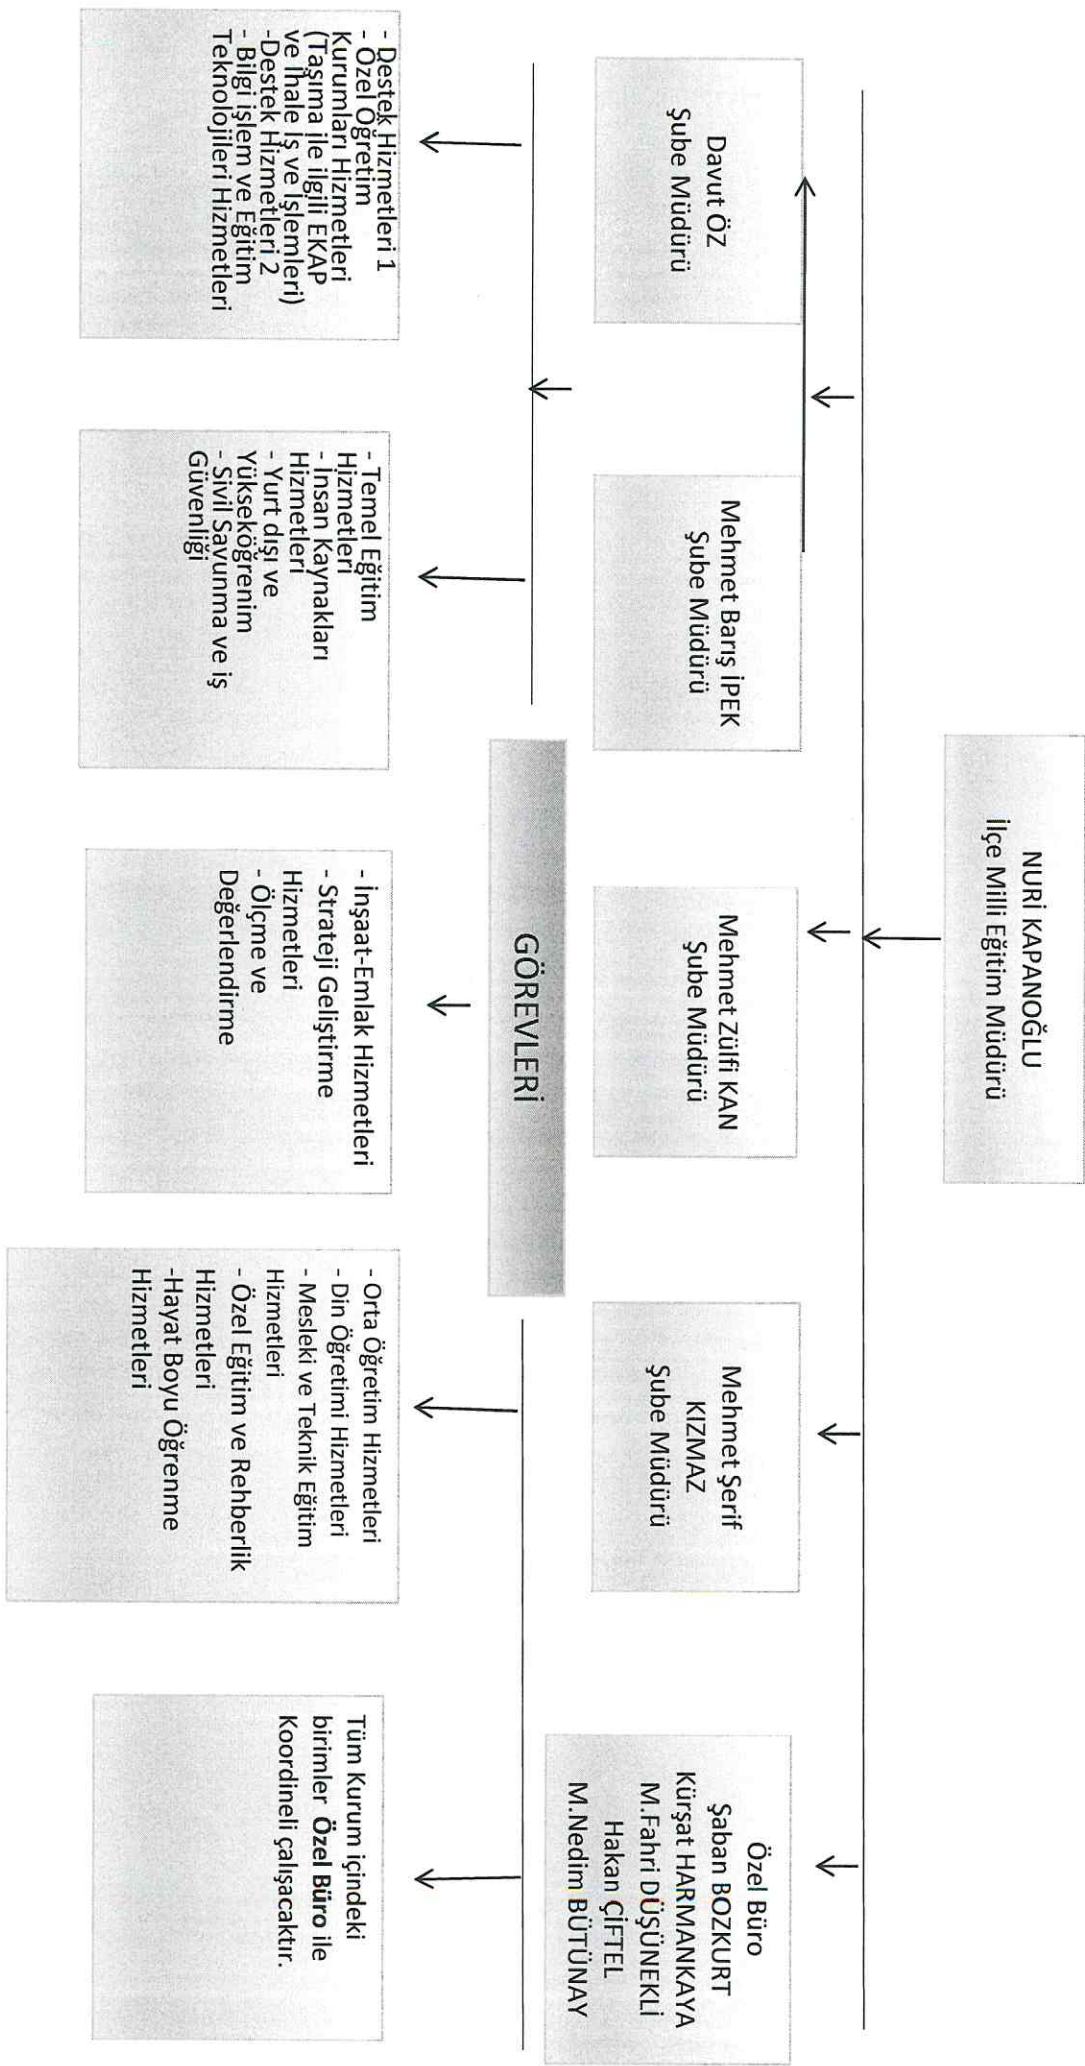 NURİ KAPANOĞLU
İlçe Milli Eğitim Müdürü
Davut ÖZ
Şube Müdürü
Mehmet Barış İPEK
Şube Müdürü
Mehmet Zülfi KAN
Şube Müdürü
Mehmet Şerif
KIZMAZ
Şube Müdürü
Özel Büro
Şaban BOZKURT
Kürşat HARMANKAYA
M.Fahri DÜŞÜNEKLİ
Hakan ÇİFTEL
M.Nedim BÜTÜNAY
GÖREVLERİ
- Destek Hizmetleri 1
- Özel Öğretim
Kurumları Hizmetleri
(Taşıma ile ilgili EKAP
ve İhale İş ve İşlemleri)
-Destek Hizmetleri 2
- Bilgi işlem ve Eğitim
Teknolojileri Hizmetleri
- Temel Eğitim
Hizmetleri
- İnsan Kaynakları
Hizmetleri
- Yurt dışı ve
Yükseköğrenim
- Sivil Savunma ve iş
Güvenliği
- İnşaat-Emlak Hizmetleri
- Strateji Geliştirme
Hizmetleri
- Ölçme ve
Değerlendirme
- Orta Öğretim Hizmetleri
- Din Öğretimi Hizmetleri
- Mesleki ve Teknik Eğitim
Hizmetleri
- Özel Eğitim ve Rehberlik
Hizmetleri
-Hayat Boyu Öğrenme
Hizmetleri
Tüm Kurum içindeki
birimler Özel Büro ile
Koordineli çalışacaktır.